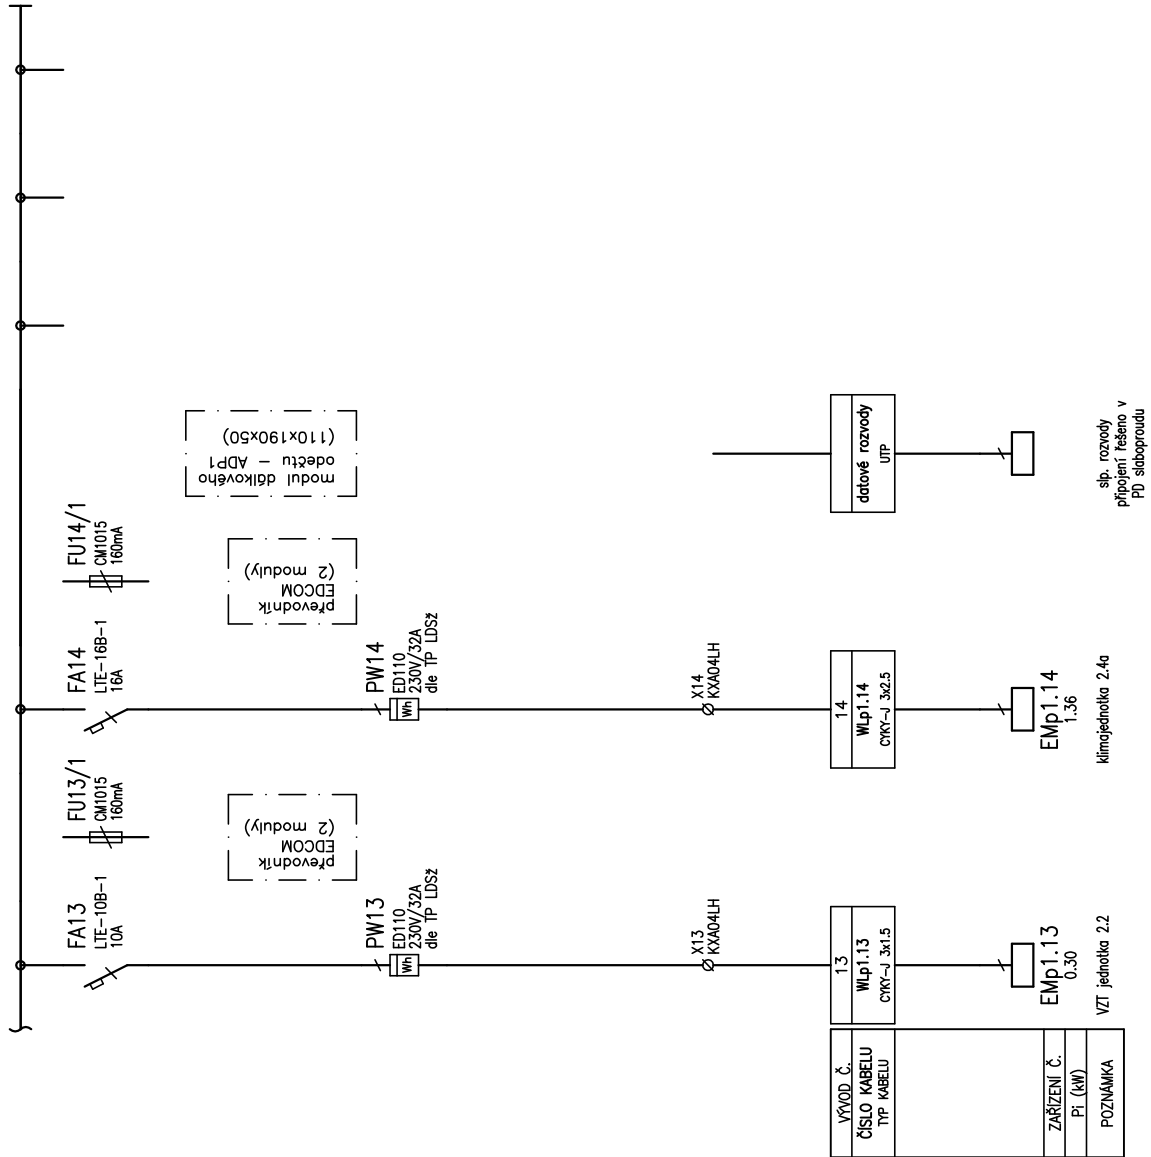 FA13
LTE-10B-1
10A
FU13/1
CM1015
160mA
FA14
LTE-16B-1
16A
FU14/1
CM1015
160mA
převodník
EDCOM
(2 moduly)
převodník
EDCOM
(2 moduly)
modul dálkového
odečtu – ADP1
(110x190x50)
PW13
ED110
230V/32A
dle TP LDSž
Wh
PW14
ED110
230V/32A
dle TP LDSž
Wh
X13
KXA04LH
X14
KXA04LH
VÝVOD Č.
ČÍSLO KABELU
TYP KABELU
13
WLp1.13
CYKY-J 3x1.5
14
WLp1.14
CYKY-J 3x2.5
datové rozvody
UTP
ZAŘÍZENÍ Č.
Pi (kW)
POZNÁMKA
EMp1.13
0.30
VZT jednotka 2.2
EMp1.14
1.36
klimajednotka 2.4a
slp. rozvody
připojení řešeno v
PD slaboproudu